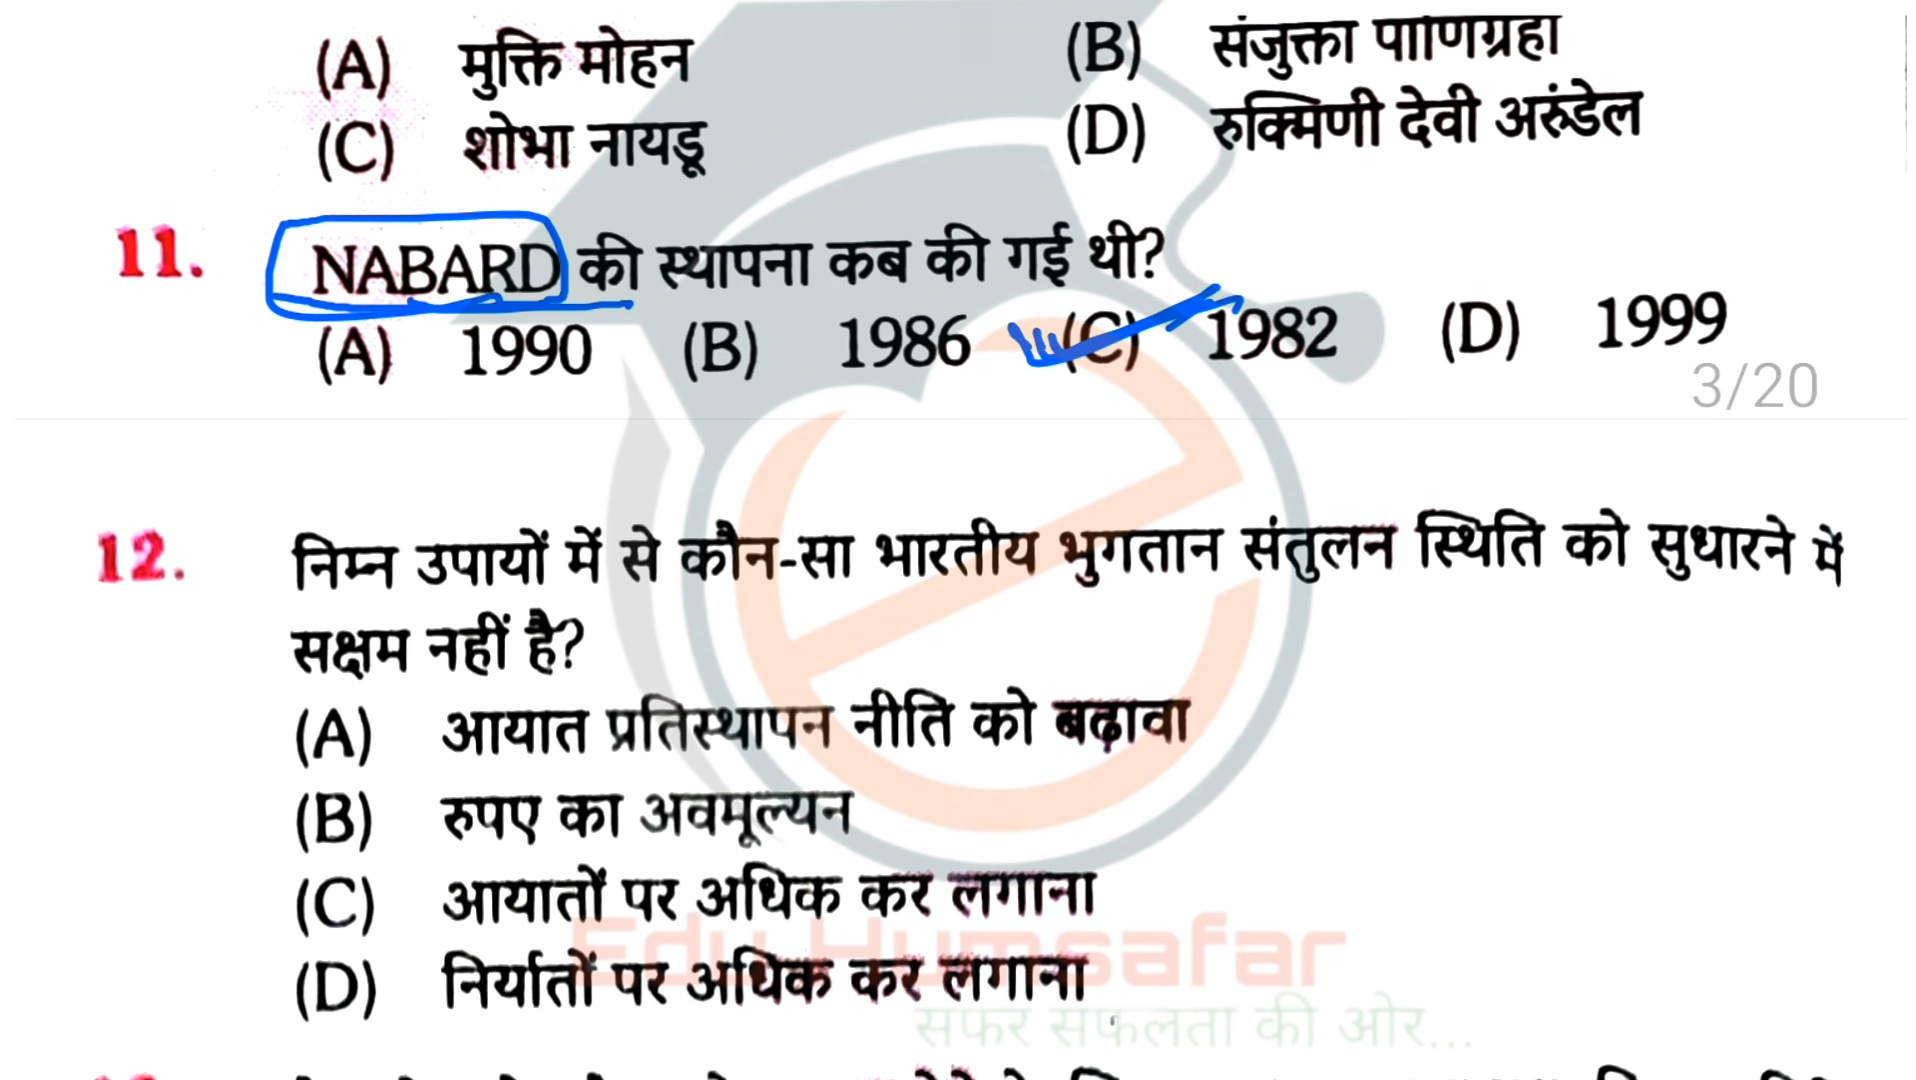 (A) मुक्ति मोहन (B) संजुक्ता पाणिग्रही
(C) शोभा नायडू (D) रुक्मिणी देवी अरुंडेल
11. NABARD की स्थापना कब की गई थी?
(A) 1990 (B) 1986 (C) 1982 (D) 1999
3/20
12. निम्न उपायों में से कौन-सा भारतीय भुगतान संतुलन स्थिति को सुधारने में
सक्षम नहीं है?
(A) आयात प्रतिस्थापन नीति को बढ़ावा
(B) रुपए का अवमूल्यन
(C) आयातों पर अधिक कर लगाना
Edu Humsafar
(D) निर्यातों पर अधिक कर लगाना
सफर सफलता की ओर...